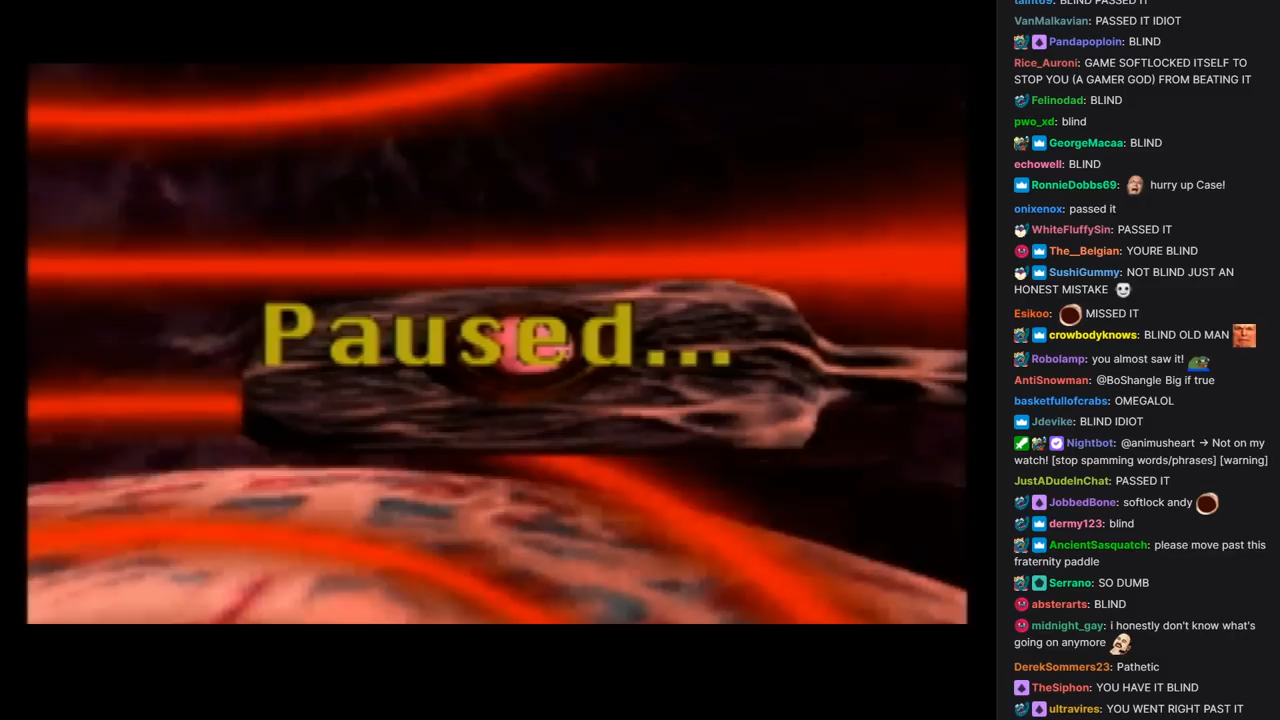 Paused...
taint69: BLIND PASSED IT
VanMalkavian: PASSED IT IDIOT
Pandapoploin: BLIND
Rice_Auroni: GAME SOFTLOCKED ITSELF TO
STOP YOU (A GAMER GOD) FROM BEATING IT
Felinodad: BLIND
pwo_xd: blind
GeorgeMacaa: BLIND
echowell: BLIND
RonnieDobbs69: hurry up Case!
onixenox: passed it
WhiteFluffySin: PASSED IT
The__Belgian: YOURE BLIND
SushiGummy: NOT BLIND JUST AN
HONEST MISTAKE
Esikoo: MISSED IT
crowbodyknows: BLIND OLD MAN
Robolamp: you almost saw it!
AntiSnowman: @BoShangle Big if true
basketfullofcrabs: OMEGALOL
Jdevike: BLIND IDIOT
Nightbot: @animusheart → Not on my
watch! [stop spamming words/phrases] [warning]
JustADudeInChat: PASSED IT
JobbedBone: softlock andy
dermy123: blind
AncientSasquatch: please move past this
fraternity paddle
Serrano: SO DUMB
absterarts: BLIND
midnight_gay: i honestly don't know what's
going on anymore
DerekSommers23: Pathetic
TheSiphon: YOU HAVE IT BLIND
ultravires: YOU WENT RIGHT PAST IT